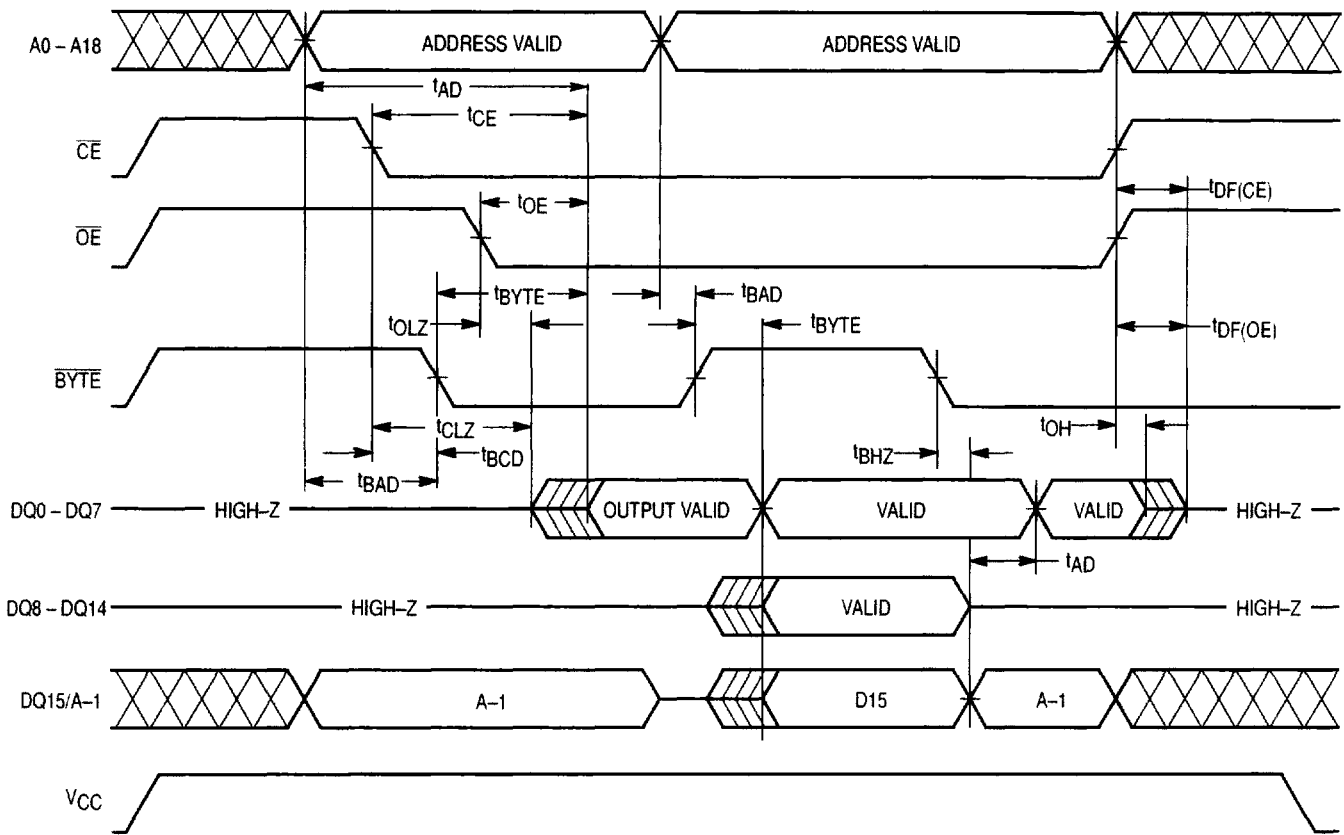 A0 – A18 ADDRESS VALID ADDRESS VALID
tAD
tCE
CE
tDF(CE)
tOE
OE
tBYTE tBAD
tOLZ tBYTE tDF(OE)
BYTE
tCLZ tOH
tBCD tBHZ
tBAD
DQ0 – DQ7 HIGH–Z OUTPUT VALID VALID VALID HIGH–Z
tAD
DQ8 – DQ14 HIGH–Z VALID HIGH–Z
DQ15/A–1 A–1 D15 A–1
VCC